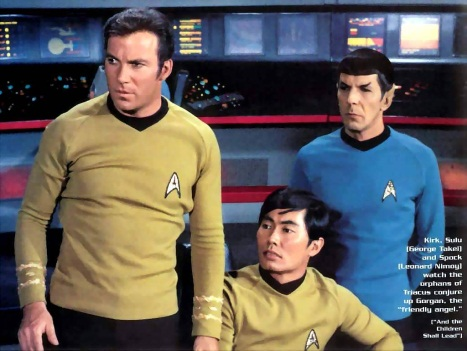 Kirk, Sulu
(George Takei)
and Spock
(Leonard Nimoy)
watch the
orphans of
Triacus conjure
up Gorgan, the
"friendly angel."
("And the
Children
Shall Lead")